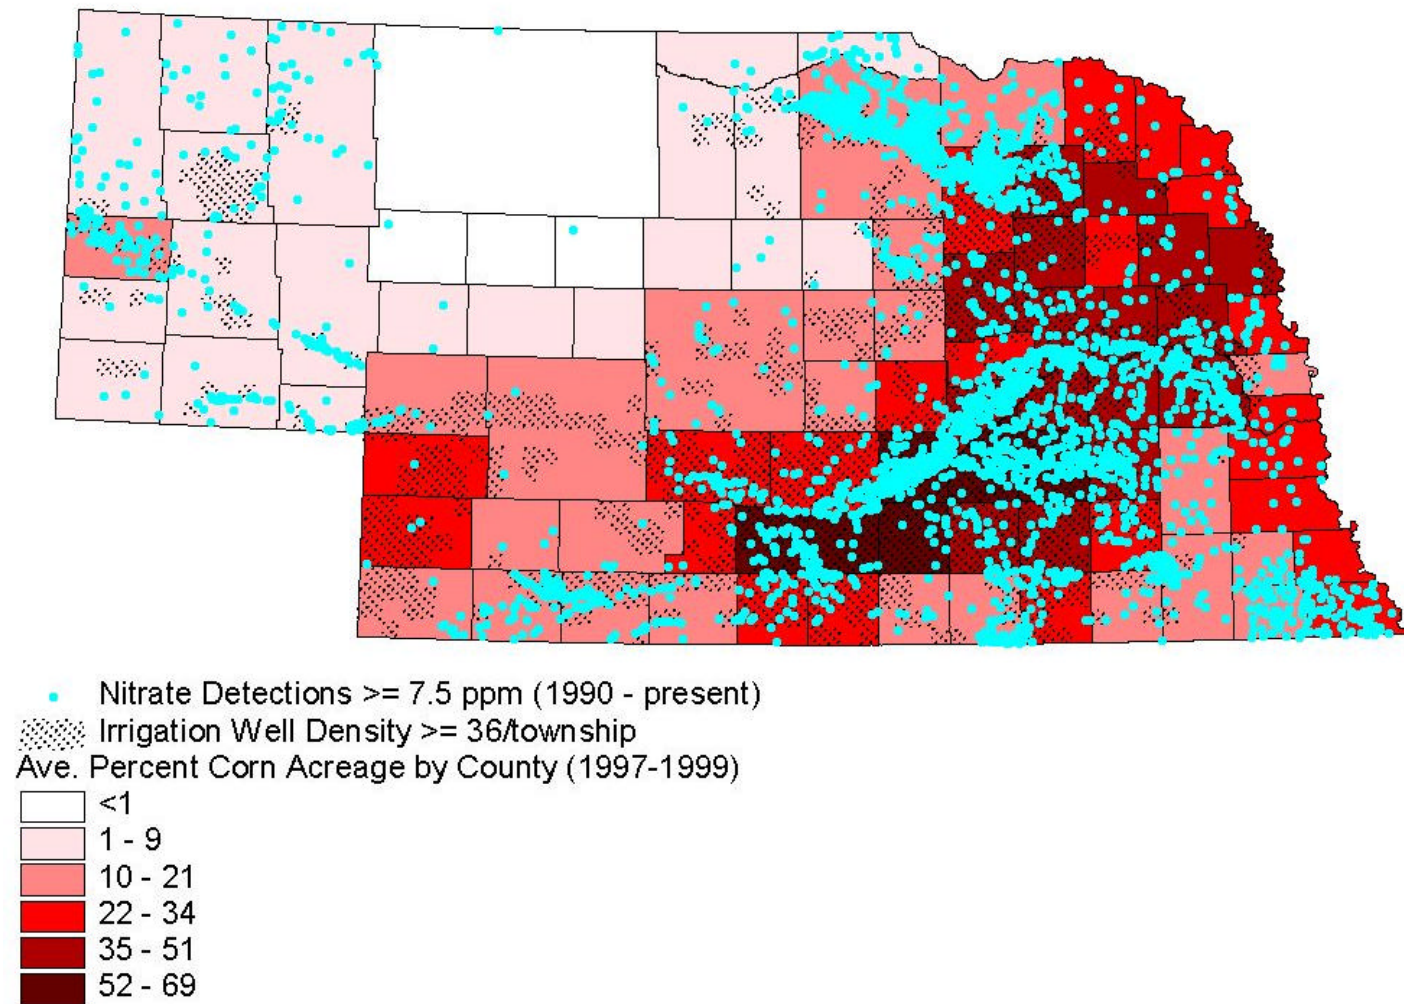 Nitrate Detections >= 7.5 ppm (1990 - present)
Irrigation Well Density >= 36/township
Ave. Percent Corn Acreage by County (1997-1999)
<1
1 - 9
10 - 21
22 - 34
35 - 51
52 - 69